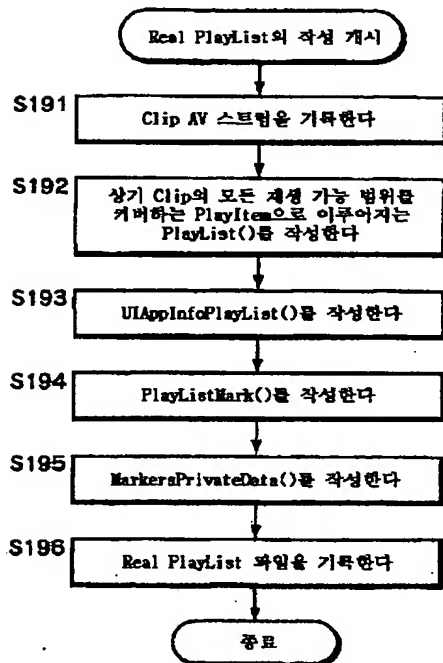 Real PlayList의 작성 개시
S191
Clip AV 스트림을 기록한다
S192
상기 Clip의 모든 재생 가능 범위를
커버하는 PlayItem으로 이루어지는
PlayList()를 작성한다
S193
UIAppInfoPlayList()를 작성한다
S194
PlayListMark()를 작성한다
S195
MarkersPrivateData()를 작성한다
S196
Real PlayList 파일을 기록한다
종료